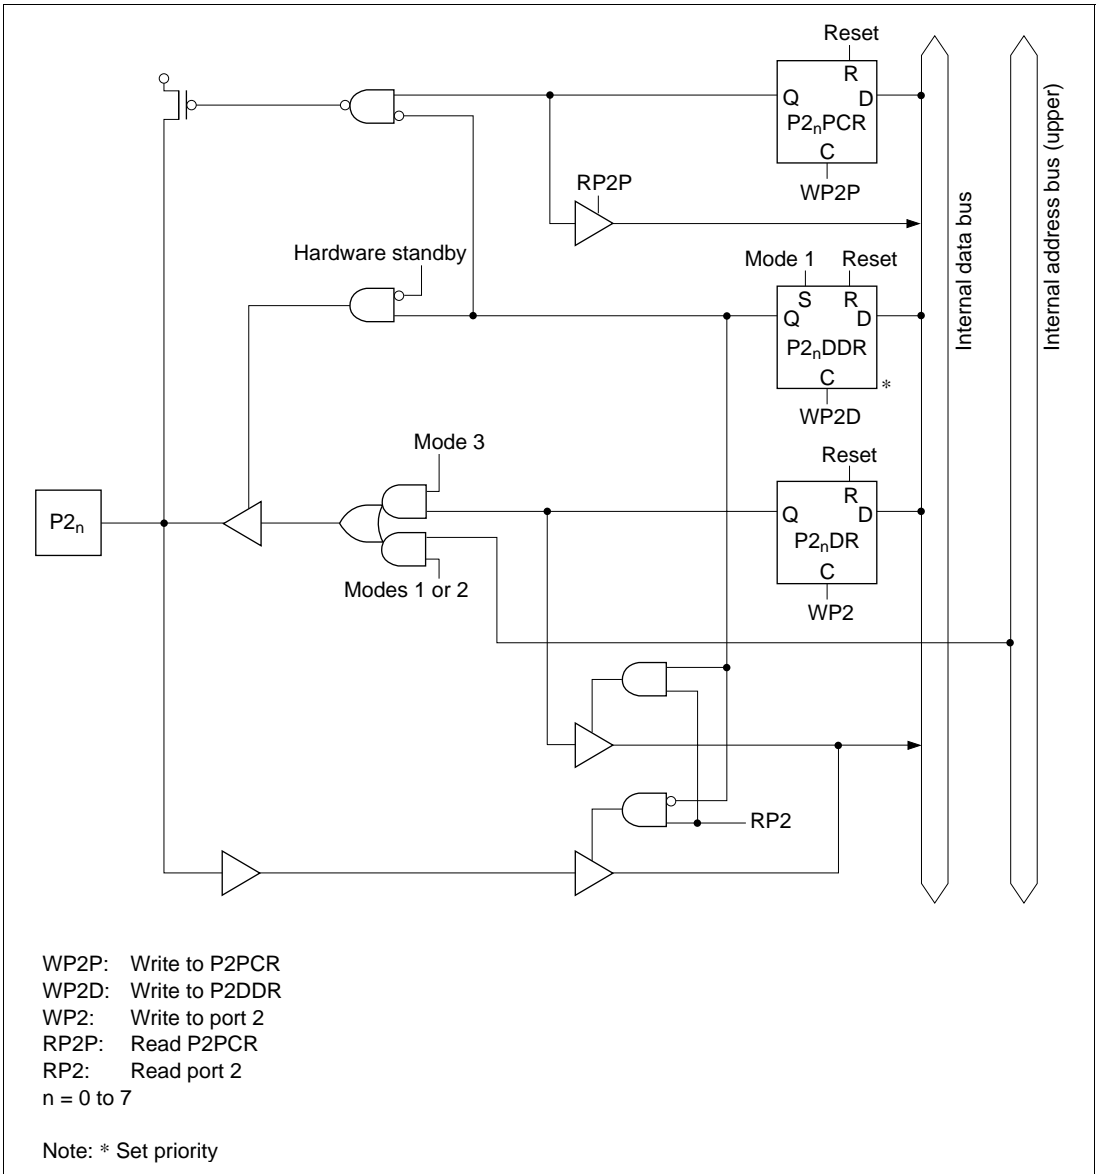 Reset
R
Q D
P2nPCR
C
WP2P
RP2P
Hardware standby
Mode 1 Reset
S R
Q D
P2nDDR
C
*
WP2D
Mode 3
Reset
R
Q D
P2nDR
C
WP2
P2n
Modes 1 or 2
RP2
Internal data bus
Internal address bus (upper)
WP2P: Write to P2PCR
WP2D: Write to P2DDR
WP2: Write to port 2
RP2P: Read P2PCR
RP2: Read port 2
n = 0 to 7
Note: * Set priority